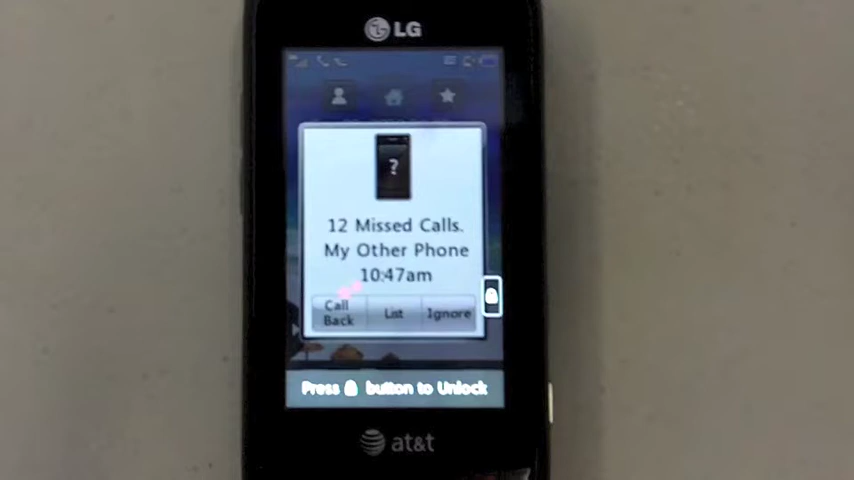 LG
?
12 Missed Calls.
My Other Phone
10:47am
Call Back
List
Ignore
Press button to Unlock
at&t